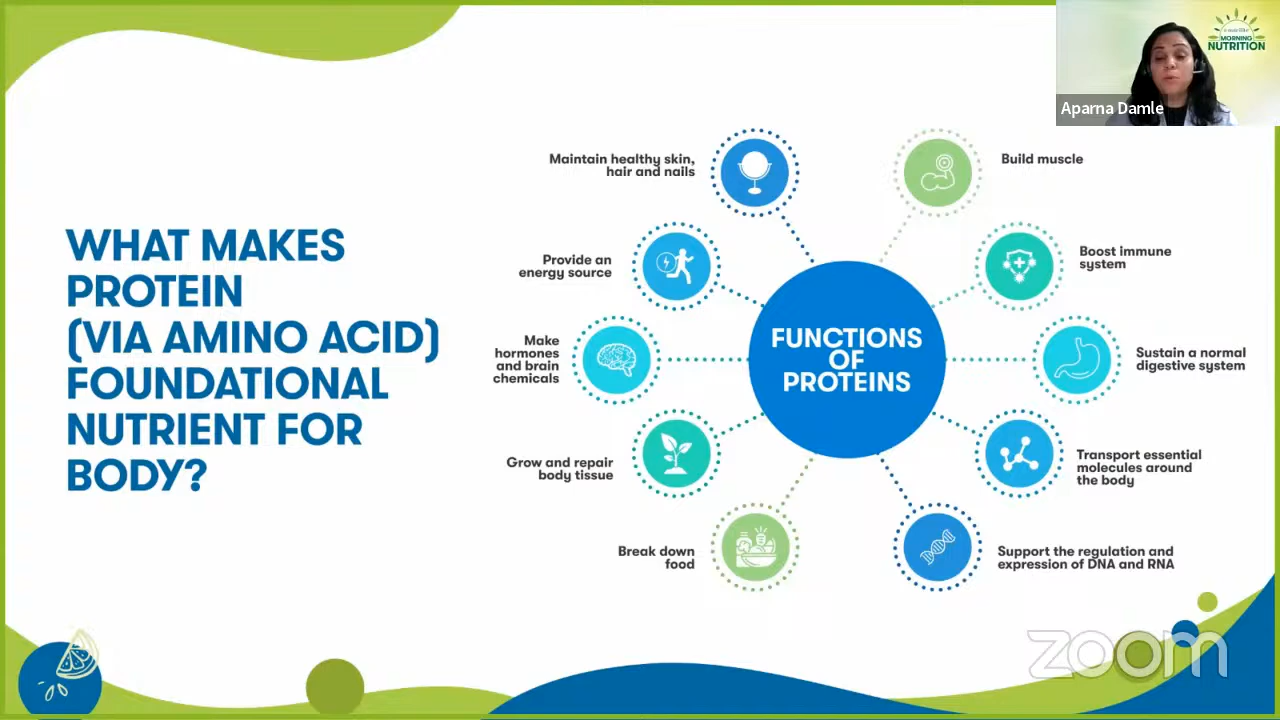 MORNING
NUTRITION
Aparna Damle
WHAT MAKES
PROTEIN
(VIA AMINO ACID)
FOUNDATIONAL
NUTRIENT FOR
BODY?
FUNCTIONS
OF
PROTEINS
Maintain healthy skin,
hair and nails
Provide an
energy source
Make
hormones
and brain
chemicals
Grow and repair
body tissue
Break down
food
Build muscle
Boost immune
system
Sustain a normal
digestive system
Transport essential
molecules around
the body
Support the regulation and
expression of DNA and RNA
zoom